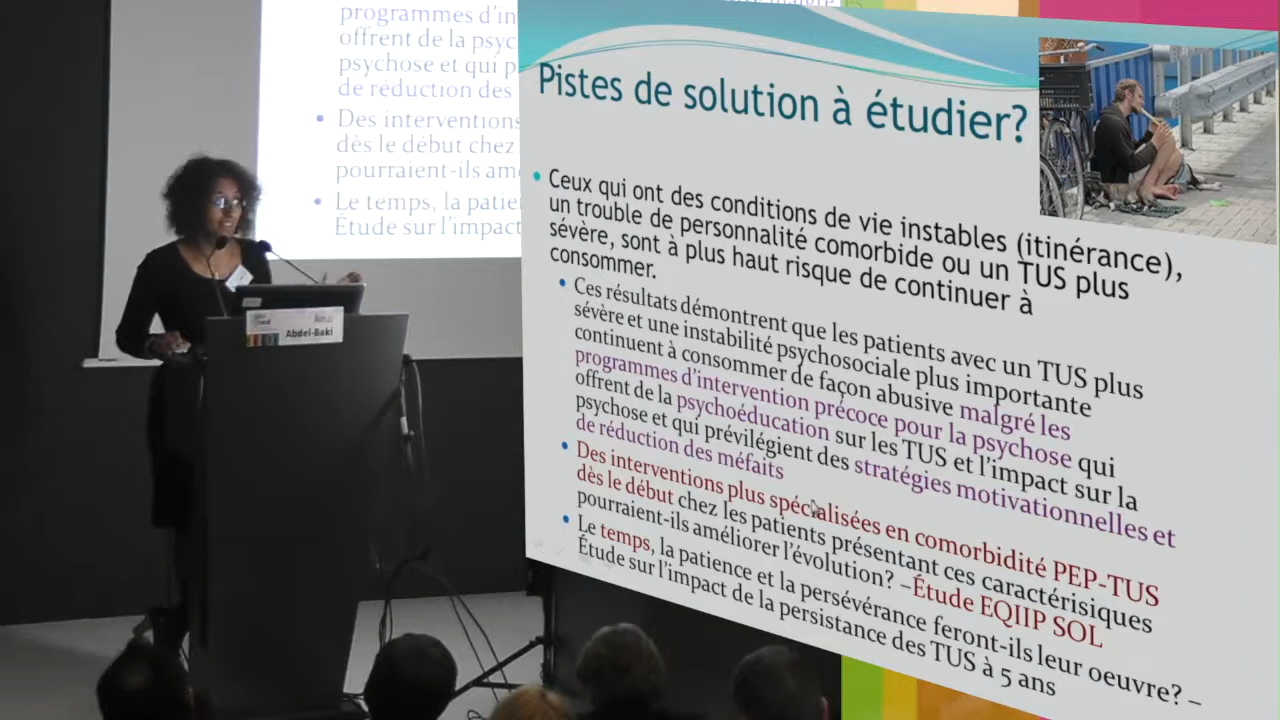 programmes d'in
offrent de la psyc
psychose et qui p
de réduction des
• Des interventions
dès le début chez
pourraient-ils am
• Le temps, la patie
Étude sur l'impact
Abdel-Baki
Pistes de solution à étudier?
• Ceux qui ont des conditions de vie instables (itinérance),
un trouble de personnalité comorbide ou un TUS plus
sévère, sont à plus haut risque de continuer à
consommer.
• Ces résultats démontrent que les patients avec un TUS plus
sévère et une instabilité psychosociale plus importante
continuent à consommer de façon abusive malgré les
programmes d'intervention précoce pour la psychose qui
offrent de la psychoéducation sur les TUS et l'impact sur la
psychose et qui prévilégient des stratégies motivationnelles et
de réduction des méfaits
• Des interventions plus spécialisées en comorbidité PEP-TUS
dès le début chez les patients présentant ces caractérisiques
pourraient-ils améliorer l'évolution? –Étude EQIIP SOL
• Le temps, la patience et la persévérance feront-ils leur oeuvre? –
Étude sur l'impact de la persistance des TUS à 5 ans